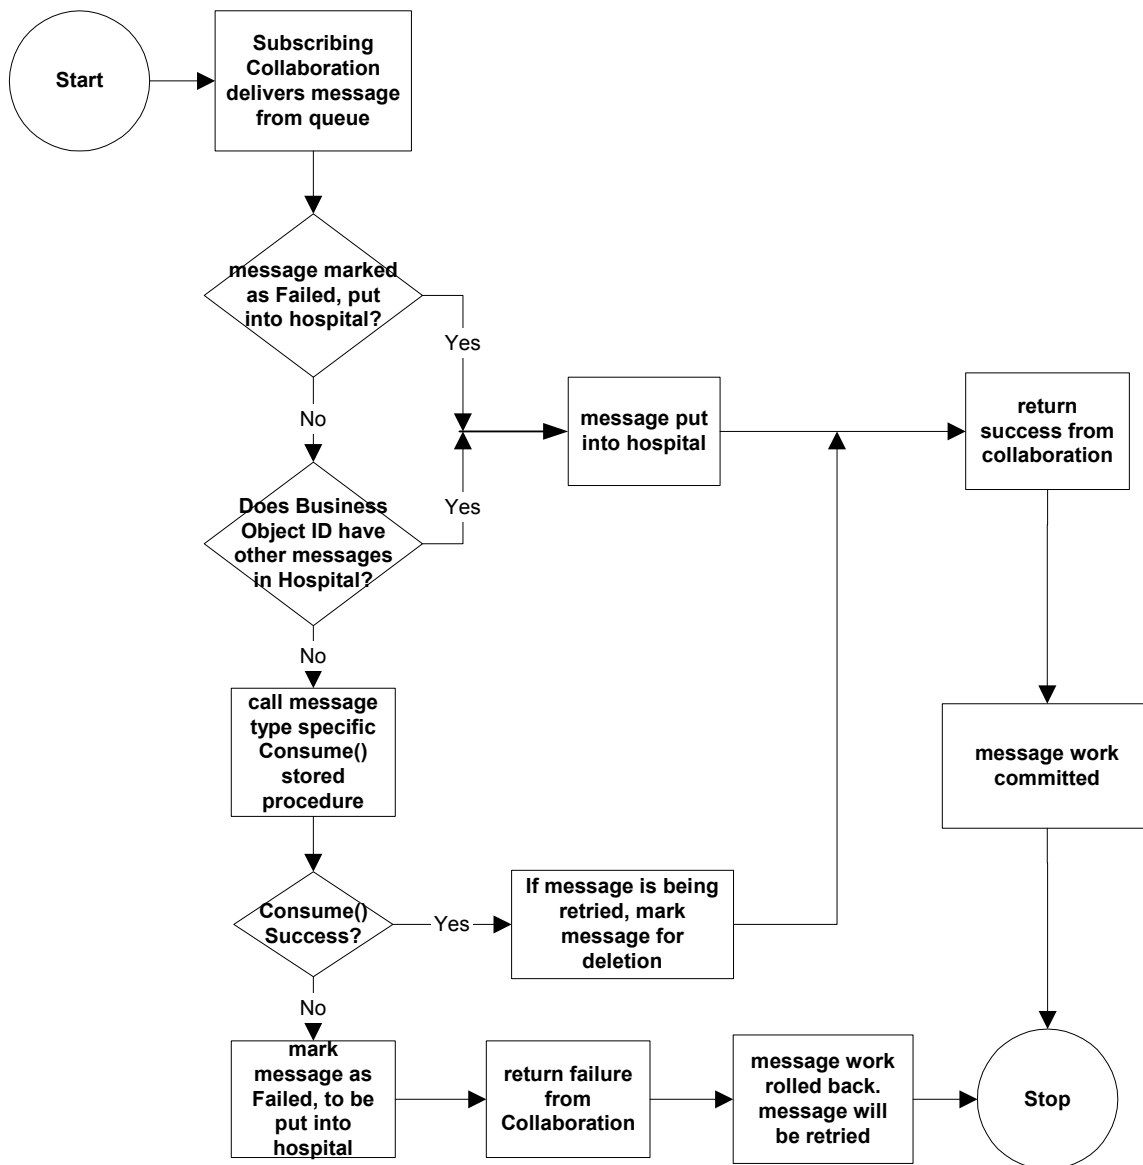 Start
Subscribing
Collaboration
delivers message
from queue
message marked
as Failed, put
into hospital?
Yes
No
message put
into hospital
return
success from
collaboration
Does Business
Object ID have
other messages
in Hospital?
Yes
No
call message
type specific
Consume()
stored
procedure
message work
committed
Consume()
Success?
Yes
If message is being
retried, mark
message for
deletion
No
mark
message as
Failed, to be
put into
hospital
return failure
from
Collaboration
message work
rolled back.
message will
be retried
Stop